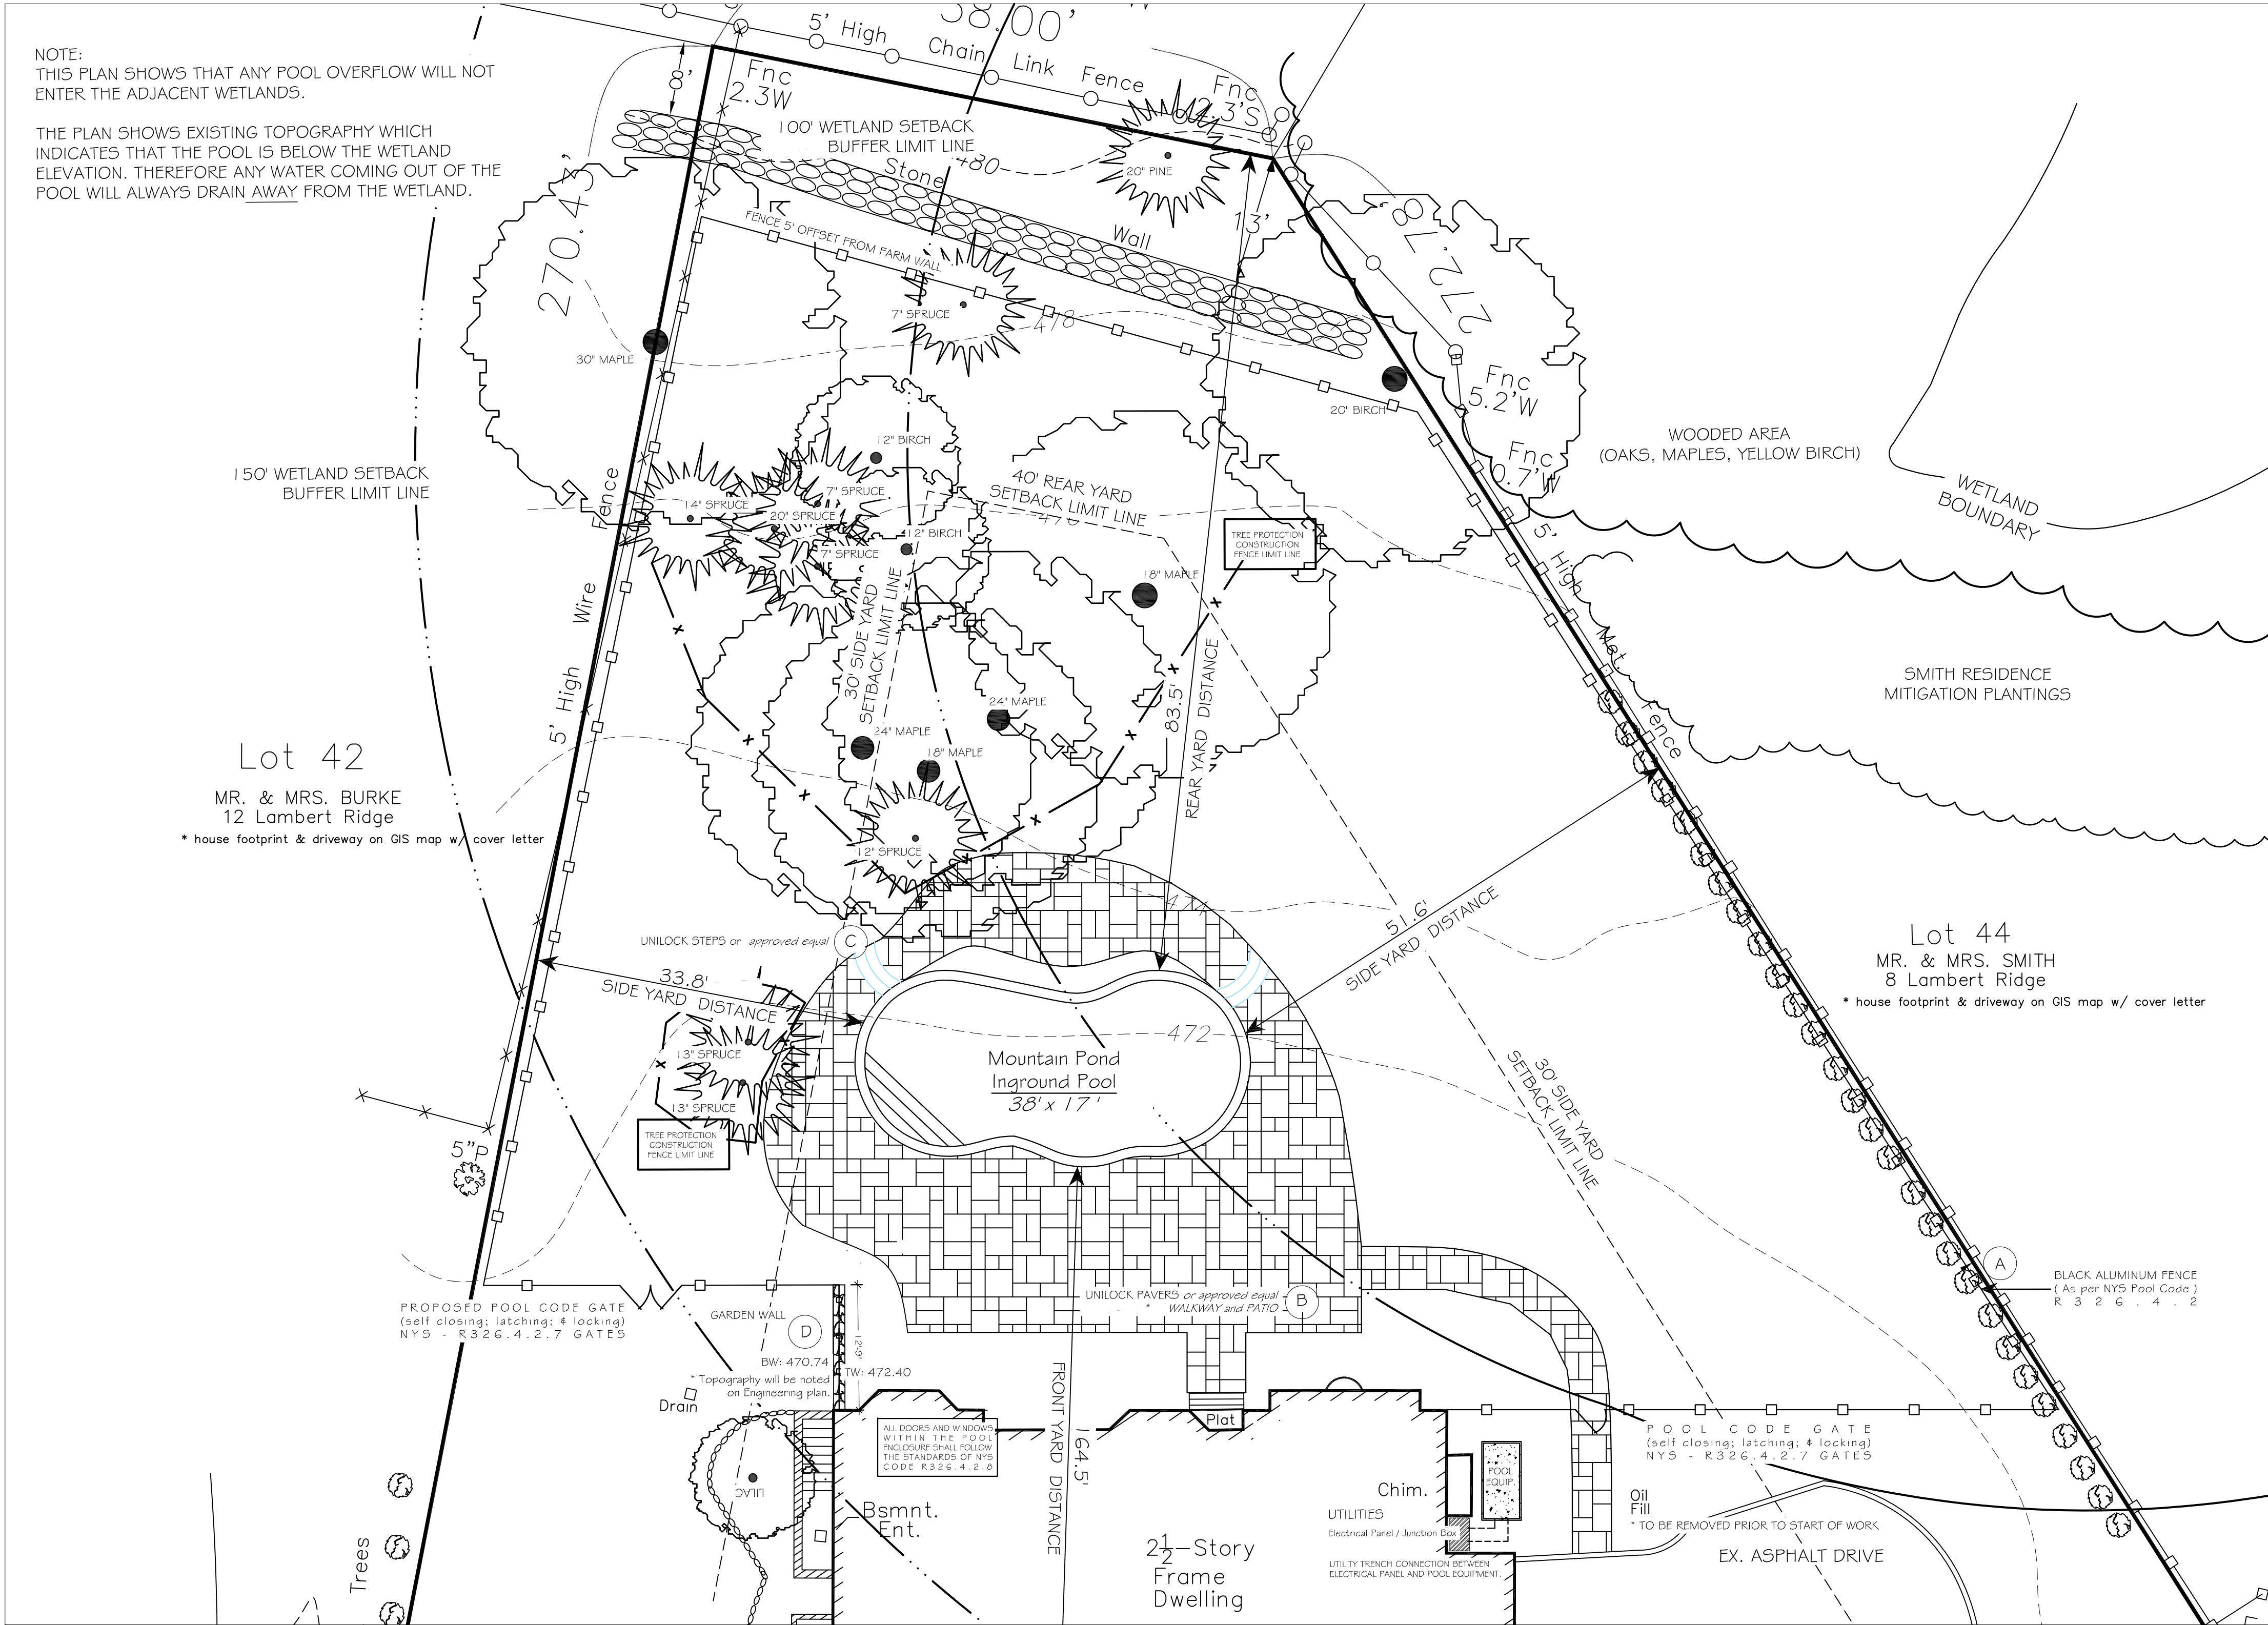 NOTE:
THIS PLAN SHOWS THAT ANY POOL OVERFLOW WILL NOT
ENTER THE ADJACENT WETLANDS.
THE PLAN SHOWS EXISTING TOPOGRAPHY WHICH
INDICATES THAT THE POOL IS BELOW THE WETLAND
ELEVATION. THEREFORE ANY WATER COMING OUT OF THE
POOL WILL ALWAYS DRAIN AWAY FROM THE WETLAND.
58.00'
5' High Chain Link Fence
8'
Fnc
2.3W
Fnc
2.3'S
100' WETLAND SETBACK
BUFFER LIMIT LINE
480
20" PINE
Stone Wall
13'
270.43'
272.78'
FENCE 5' OFFSET FROM FARM WALL
7" SPRUCE
478
30" MAPLE
20" BIRCH
Fnc
5.2'W
Fnc
0.7'W
WOODED AREA
(OAKS, MAPLES, YELLOW BIRCH)
WETLAND
BOUNDARY
150' WETLAND SETBACK
BUFFER LIMIT LINE
12" BIRCH
7" SPRUCE
14" SPRUCE
20" SPRUCE
12" BIRCH
7" SPRUCE
40' REAR YARD
SETBACK LIMIT LINE
TREE PROTECTION
CONSTRUCTION
FENCE LIMIT LINE
18" MAPLE
30' SIDE YARD
SETBACK LIMIT LINE
5' High Wire Fence
5' High Met. Fence
83.5'
REAR YARD DISTANCE
24" MAPLE
24" MAPLE
18" MAPLE
12" SPRUCE
SMITH RESIDENCE
MITIGATION PLANTINGS
Lot 42
MR. & MRS. BURKE
12 Lambert Ridge
* house footprint & driveway on GIS map w/ cover letter
474
51.6'
SIDE YARD DISTANCE
Lot 44
MR. & MRS. SMITH
8 Lambert Ridge
* house footprint & driveway on GIS map w/ cover letter
UNILOCK STEPS or approved equal
C
33.8'
SIDE YARD DISTANCE
472
Mountain Pond
Inground Pool
38' x 17'
13" SPRUCE
13" SPRUCE
TREE PROTECTION
CONSTRUCTION
FENCE LIMIT LINE
5"P
30' SIDE YARD
SETBACK LIMIT LINE
A
BLACK ALUMINUM FENCE
( As per NYS Pool Code )
R326.4.2
UNILOCK PAVERS or approved equal
* WALKWAY and PATIO
B
PROPOSED POOL CODE GATE
(self closing; latching; & locking)
NYS - R326.4.2.7 GATES
GARDEN WALL
D
12'-9"
BW: 470.74
TW: 472.40
* Topography will be noted
on Engineering plan.
Drain
LILAC
ALL DOORS AND WINDOWS
WITHIN THE POOL
ENCLOSURE SHALL FOLLOW
THE STANDARDS OF NYS
CODE R326.4.2.8
164.5'
FRONT YARD DISTANCE
Plat
Bsmnt.
Ent.
2½-Story
Frame
Dwelling
Chim.
POOL
EQUIP.
UTILITIES
Electrical Panel / Junction Box
UTILITY TRENCH CONNECTION BETWEEN
ELECTRICAL PANEL AND POOL EQUIPMENT.
POOL CODE GATE
(self closing; latching; & locking)
NYS - R326.4.2.7 GATES
Oil
Fill
* TO BE REMOVED PRIOR TO START OF WORK
EX. ASPHALT DRIVE
Trees